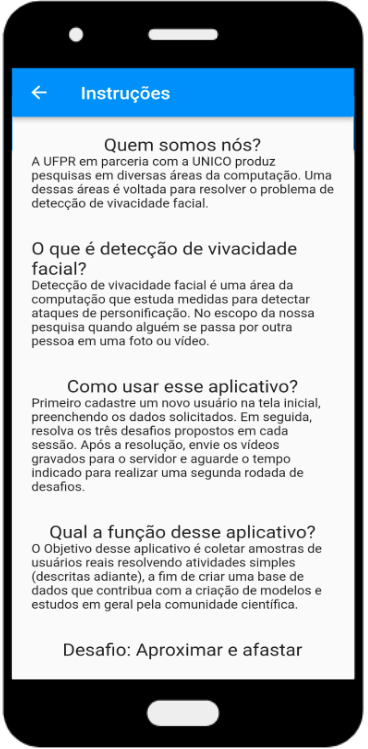 Instruções
Quem somos nós?
A UFPR em parceria com a UNICO produz
pesquisas em diversas áreas da computação. Uma
dessas áreas é voltada para resolver o problema de
detecção de vivacidade facial.
O que é detecção de vivacidade
facial?
Detecção de vivacidade facial é uma área da
computação que estuda medidas para detectar
ataques de personificação. No escopo da nossa
pesquisa quando alguém se passa por outra
pessoa em uma foto ou vídeo.
Como usar esse aplicativo?
Primeiro cadastre um novo usuário na tela inicial,
preenchendo os dados solicitados. Em seguida,
resolva os três desafios propostos em cada
sessão. Após a resolução, envie os vídeos
gravados para o servidor e aguarde o tempo
indicado para realizar uma segunda rodada de
desafios.
Qual a função desse aplicativo?
O Objetivo desse aplicativo é coletar amostras de
usuários reais resolvendo atividades simples
(descritas adiante), a fim de criar uma base de
dados que contribua com a criação de modelos e
estudos em geral pela comunidade científica.
Desafio: Aproximar e afastar